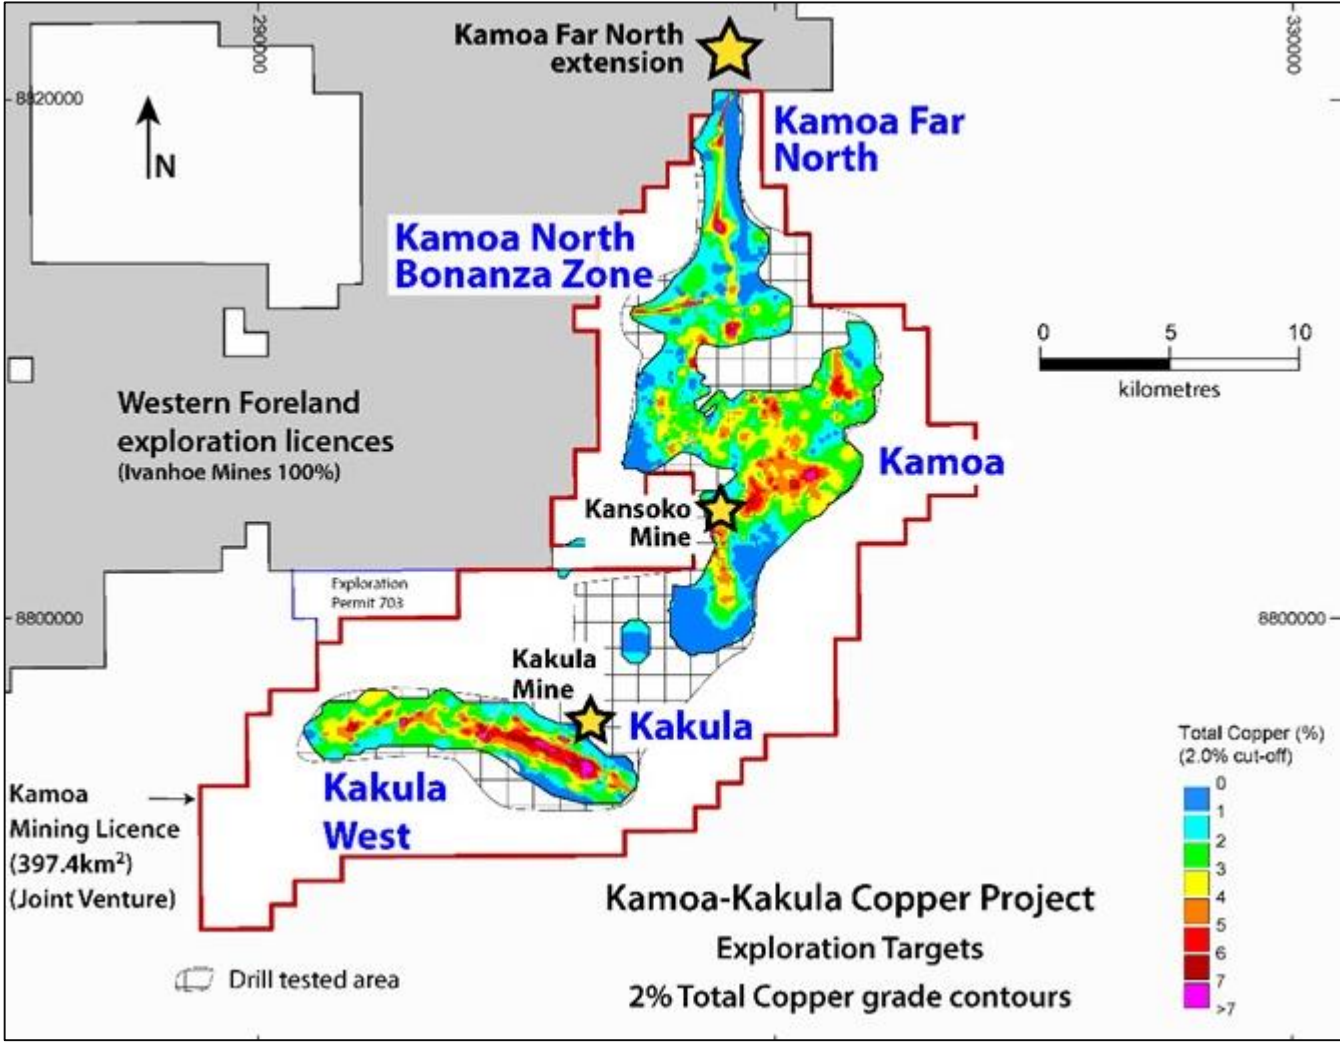 Kamoa Far North
extension
290000
330000
8820000
N
Kamoa Far
North
Kamoa North
Bonanza Zone
0 5 10
kilometres
Western Foreland
exploration licences
(Ivanhoe Mines 100%)
Kamoa
Kansoko
Mine
Exploration
Permit 703
8800000
8800000
Kakula
Mine
Kakula
Kakula
West
Kamoa
Mining Licence
(397.4km²)
(Joint Venture)
Total Copper (%)
(2.0% cut-off)
0
1
2
3
4
5
6
7
>7
Kamoa-Kakula Copper Project
Exploration Targets
2% Total Copper grade contours
Drill tested area